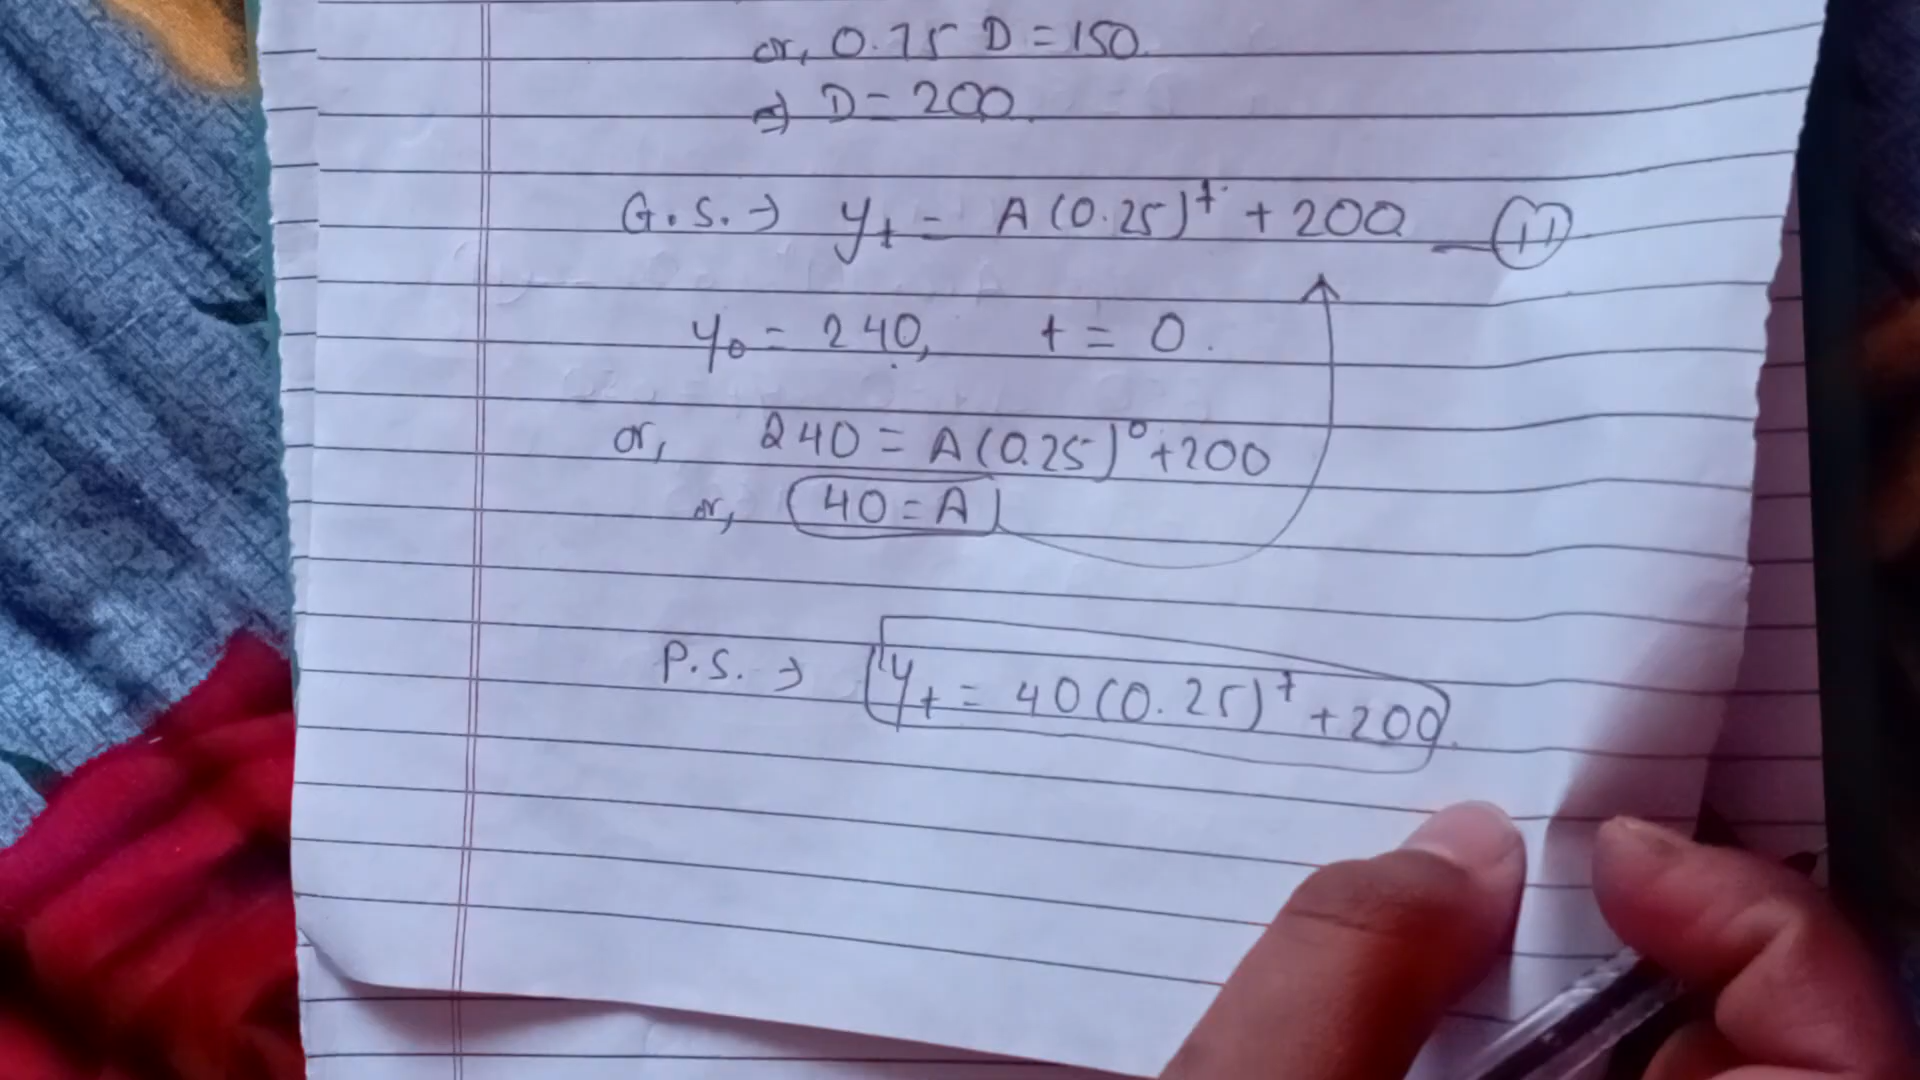 or, 0.75 D = 150.
⇒ D = 200.
G.S. → y_t = A(0.25)^t + 200 — (11)
y_0 = 240, t = 0.
or, 240 = A(0.25)^0 + 200
or, 40 = A
P.S. → y_t = 40(0.25)^t + 200.